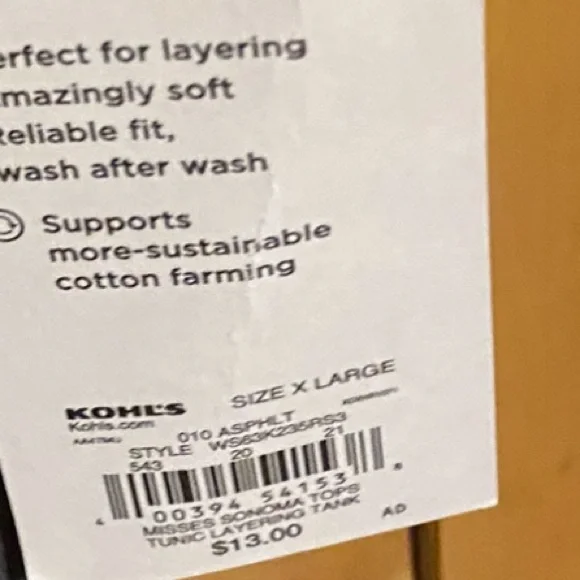 erfect for layering
mazingly soft
eliable fit,
wash after wash
Supports
more-sustainable
cotton farming
KOHL'S SIZE X LARGE
Kohls.com
010 ASPHLT
STYLE WS63K235RS3
543 20 21
4 00394 54153
MISSES SONOMA TOPS
TUNIC LAYERING TANK
$13.00 AD